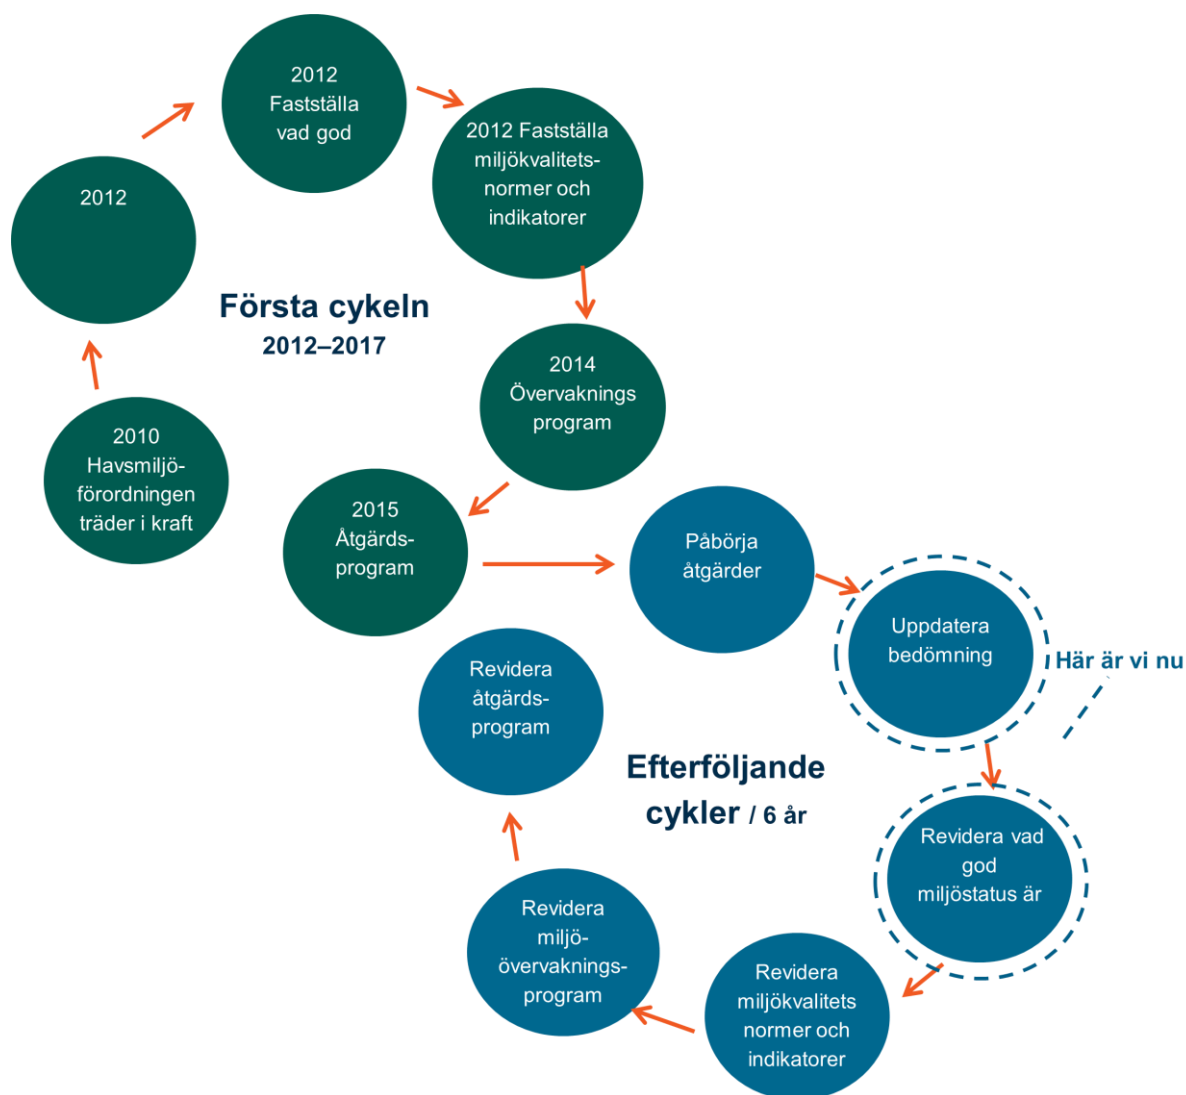 2010
Havsmiljö-
förordningen
träder i kraft
2012
2012
Fastställa
vad god
2012 Fastställa
miljökvalitets-
normer och
indikatorer
Första cykeln
2012–2017
2014
Övervaknings
program
2015
Åtgärds-
program
Påbörja
åtgärder
Uppdatera
bedömning
Här är vi nu
Revidera vad
god
miljöstatus är
Revidera
miljökvalitets
normer och
indikatorer
Revidera
miljö-
övervaknings-
program
Revidera
åtgärds-
program
Efterföljande
cykler / 6 år